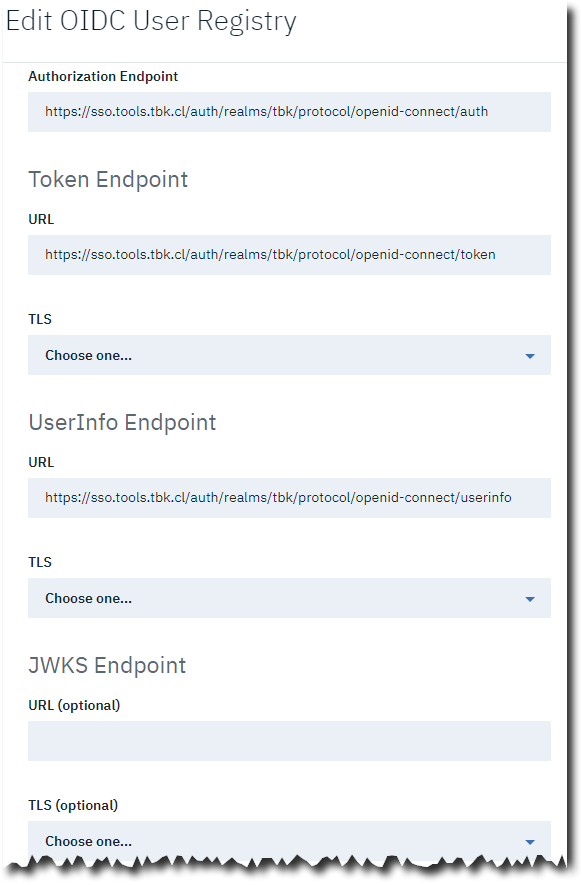 Edit OIDC User Registry
Authorization Endpoint
https://sso.tools.tbk.cl/auth/realms/tbk/protocol/openid-connect/auth
Token Endpoint
URL
https://sso.tools.tbk.cl/auth/realms/tbk/protocol/openid-connect/token
TLS
Choose one...
UserInfo Endpoint
URL
https://sso.tools.tbk.cl/auth/realms/tbk/protocol/openid-connect/userinfo
TLS
Choose one...
JWKS Endpoint
URL (optional)
TLS (optional)
Choose one...